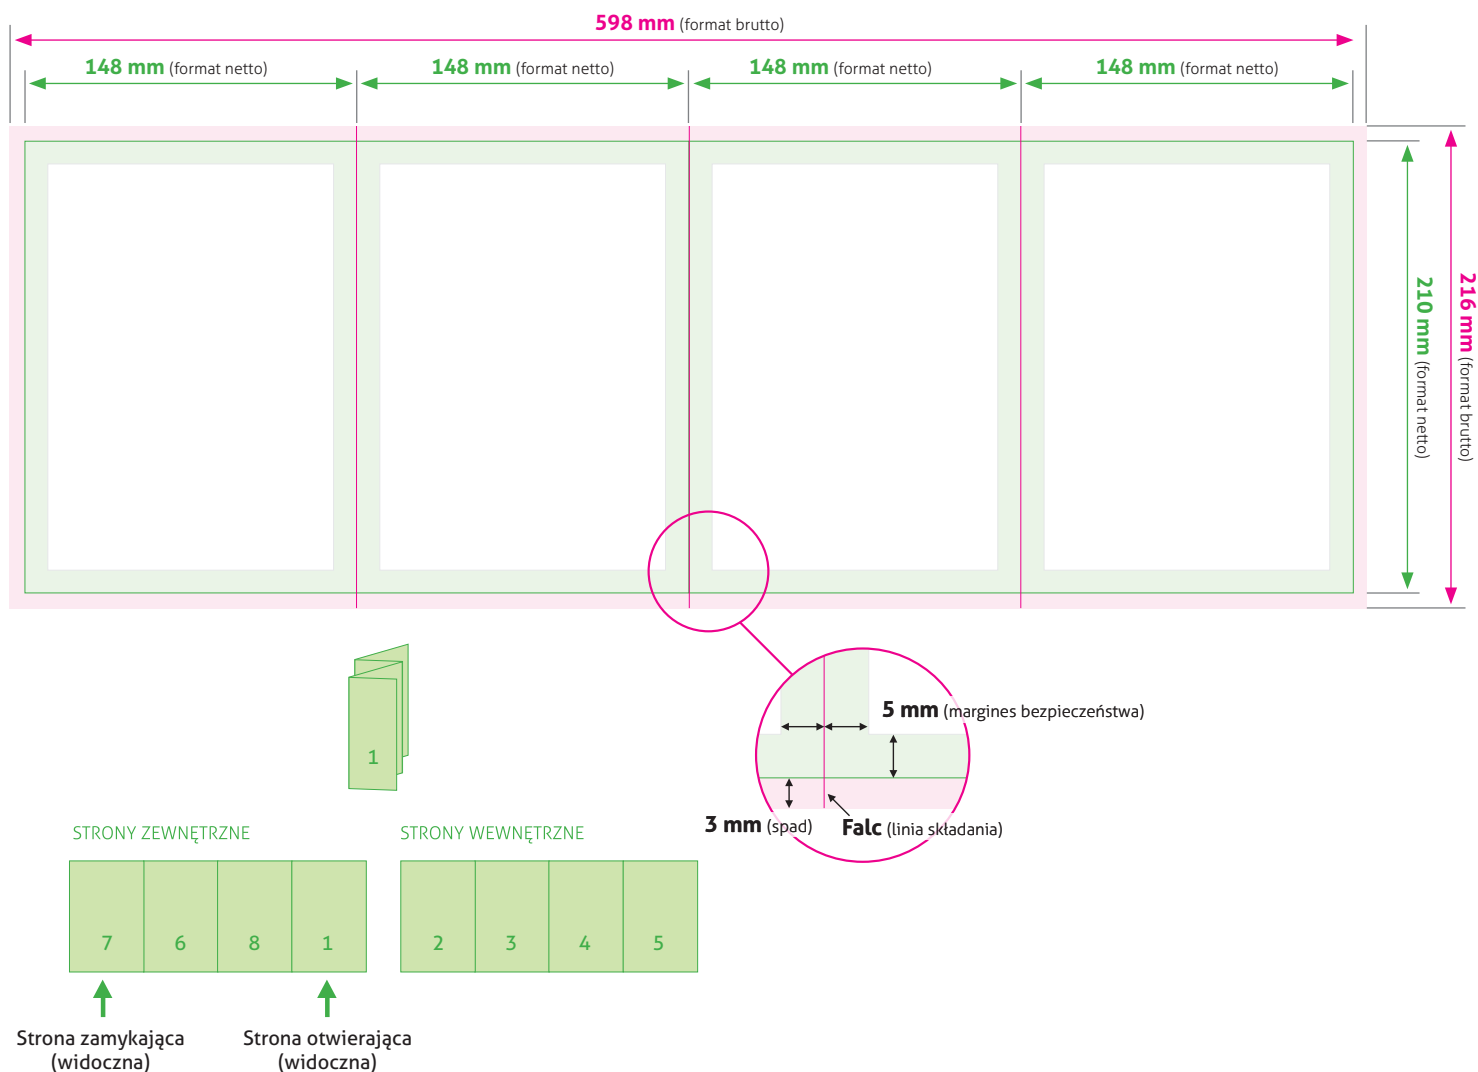 598 mm (format brutto)
148 mm (format netto)
148 mm (format netto)
148 mm (format netto)
148 mm (format netto)
210 mm (format netto)
216 mm (format brutto)
1
5 mm (margines bezpieczeństwa)
3 mm (spad)
Falc (linia składania)
STRONY ZEWNĘTRZNE
STRONY WEWNĘTRZNE
7 6 8 1
2 3 4 5
Strona zamykająca
(widoczna)
Strona otwierająca
(widoczna)